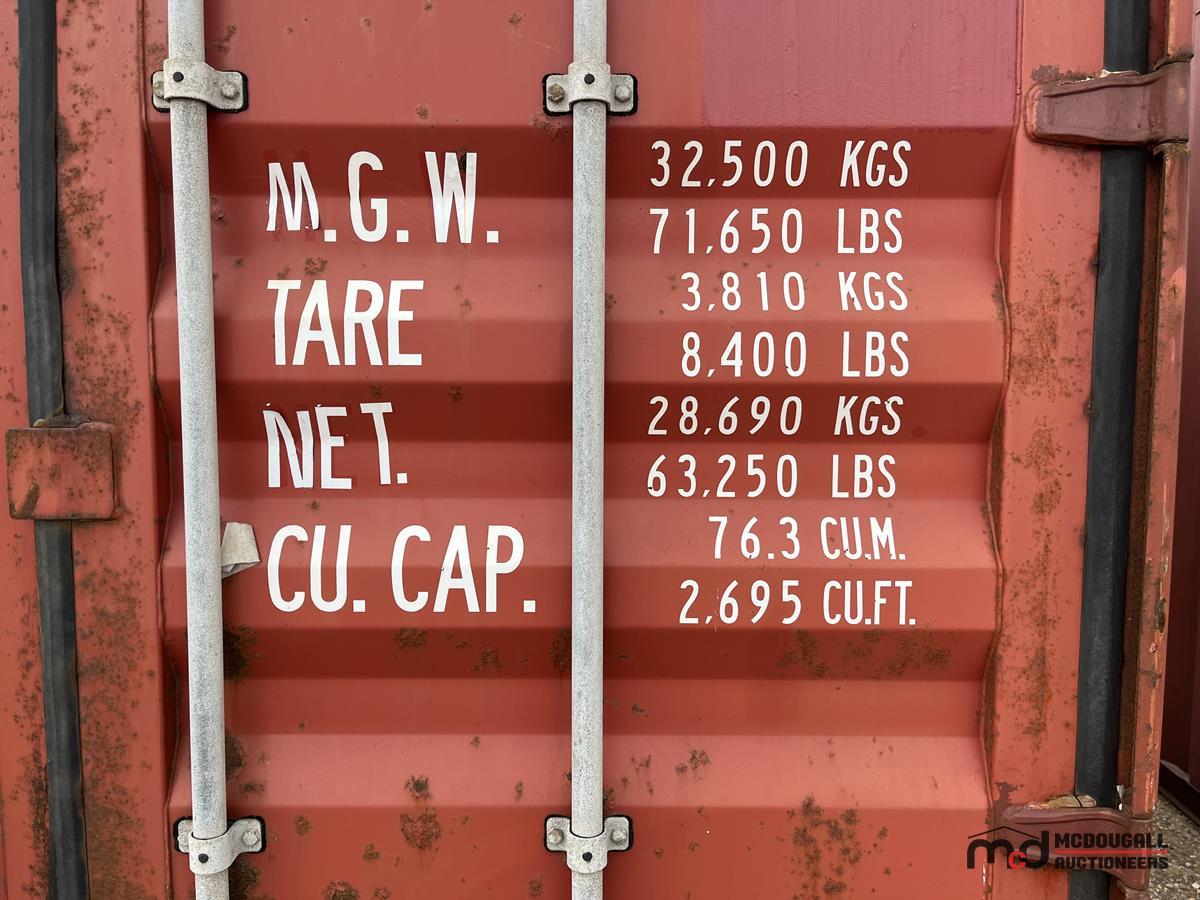 M.G.W. 32,500 KGS
71,650 LBS
TARE 3,810 KGS
8,400 LBS
NET. 28,690 KGS
63,250 LBS
CU. CAP. 76.3 CU.M.
2,695 CU.FT.
mcd MCDOUGALL
AUCTIONEERS